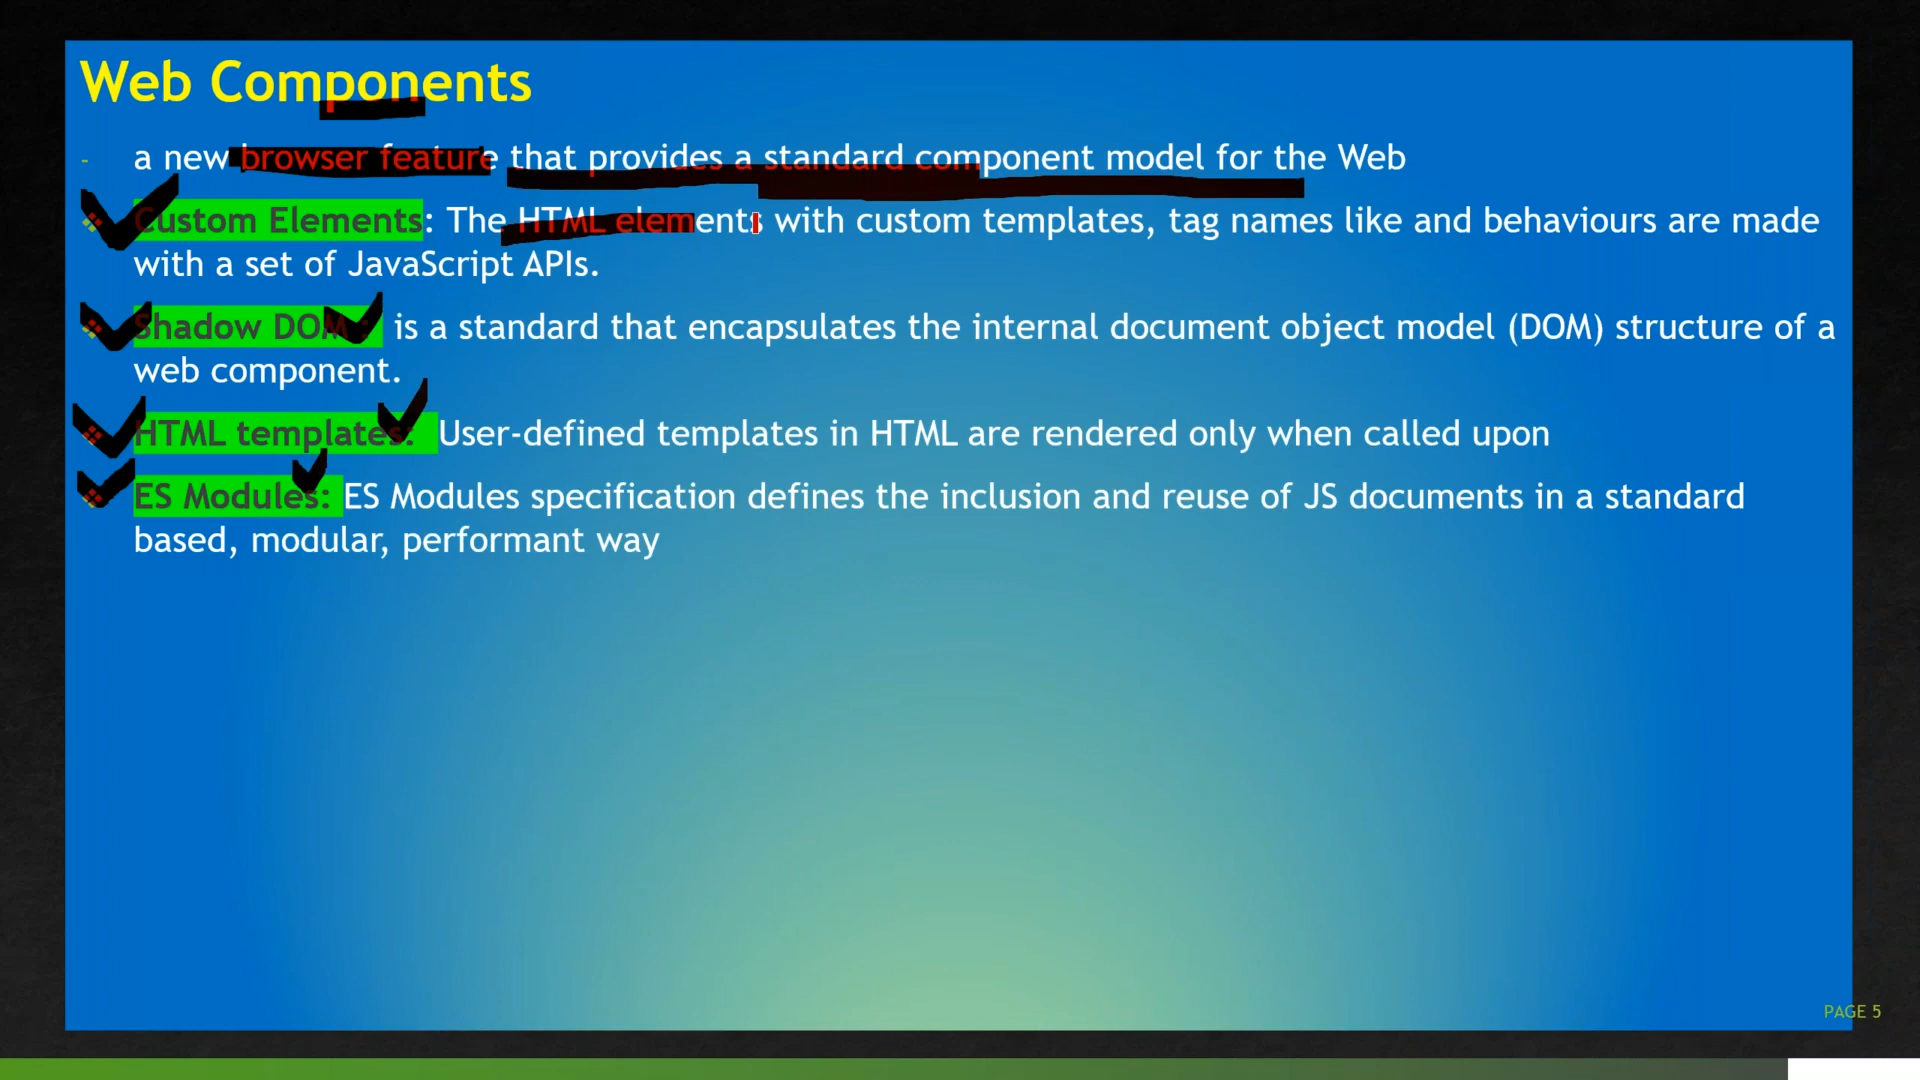 Web Components
- a new browser feature that provides a standard component model for the Web
Custom Elements: The HTML elements with custom templates, tag names like and behaviours are made
with a set of JavaScript APIs.
Shadow DOM : is a standard that encapsulates the internal document object model (DOM) structure of a
web component.
HTML templates: User-defined templates in HTML are rendered only when called upon
ES Modules: ES Modules specification defines the inclusion and reuse of JS documents in a standard
based, modular, performant way
PAGE 5